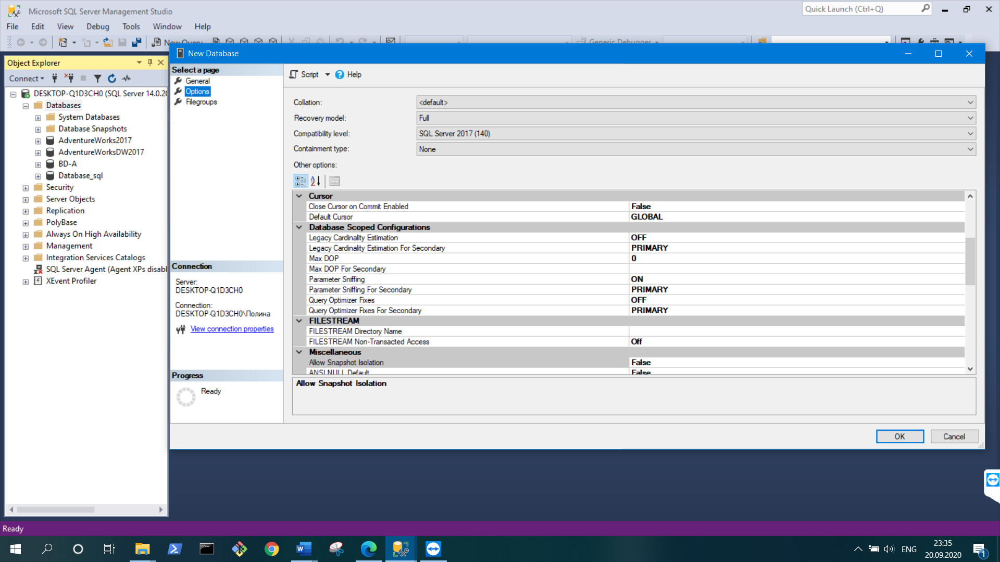 Microsoft SQL Server Management Studio
Quick Launch (Ctrl+Q)
File Edit View Debug Tools Window Help
New Query
Generic Debugger
Object Explorer
Connect
DESKTOP-Q1D3CH0 (SQL Server 14.0.20
Databases
System Databases
Database Snapshots
AdventureWorks2017
AdventureWorksDW2017
BD-A
Database_sql
Security
Server Objects
Replication
PolyBase
Always On High Availability
Management
Integration Services Catalogs
SQL Server Agent (Agent XPs disabl
XEvent Profiler
New Database
Select a page
General
Options
Filegroups
Connection
Server:
DESKTOP-Q1D3CH0
Connection:
DESKTOP-Q1D3CH0\Полина
View connection properties
Progress
Ready
Script Help
Collation: <default>
Recovery model: Full
Compatibility level: SQL Server 2017 (140)
Containment type: None
Other options:
Cursor
Close Cursor on Commit Enabled False
Default Cursor GLOBAL
Database Scoped Configurations
Legacy Cardinality Estimation OFF
Legacy Cardinality Estimation For Secondary PRIMARY
Max DOP 0
Max DOP For Secondary
Parameter Sniffing ON
Parameter Sniffing For Secondary PRIMARY
Query Optimizer Fixes OFF
Query Optimizer Fixes For Secondary PRIMARY
FILESTREAM
FILESTREAM Directory Name
FILESTREAM Non-Transacted Access Off
Miscellaneous
Allow Snapshot Isolation False
ANSI NULL Default False
Allow Snapshot Isolation
OK Cancel
Ready
ENG
23:35
20.09.2020
1